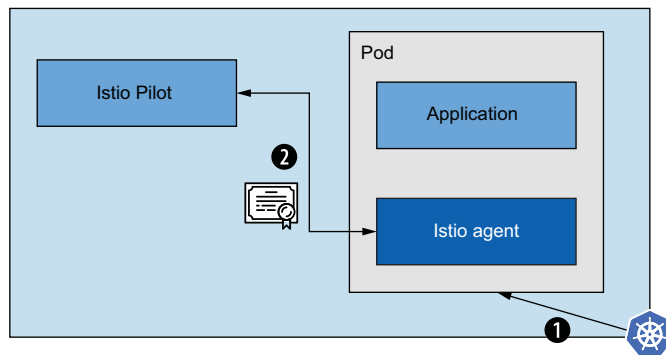 Pod
Istio Pilot
Application
2
Istio agent
1